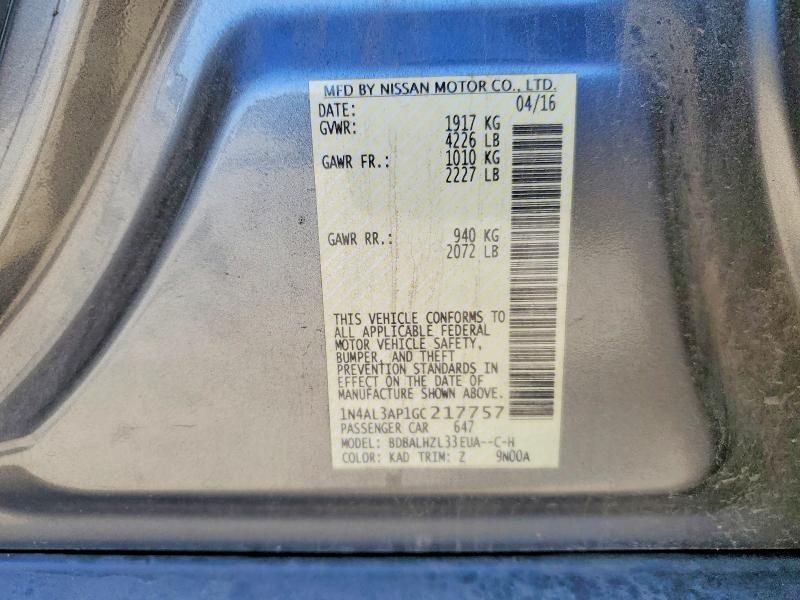 MFD BY NISSAN MOTOR CO., LTD.
DATE: 04/16
GVWR: 1917 KG
4226 LB
GAWR FR.: 1010 KG
2227 LB
GAWR RR.: 940 KG
2072 LB
THIS VEHICLE CONFORMS TO
ALL APPLICABLE FEDERAL
MOTOR VEHICLE SAFETY,
BUMPER, AND THEFT
PREVENTION STANDARDS IN
EFFECT ON THE DATE OF
MANUFACTURE SHOWN ABOVE.
1N4AL3AP1GC217757
PASSENGER CAR 647
MODEL: BDBALHZL33EUA--C-H
COLOR: KAD TRIM: Z 9N00A